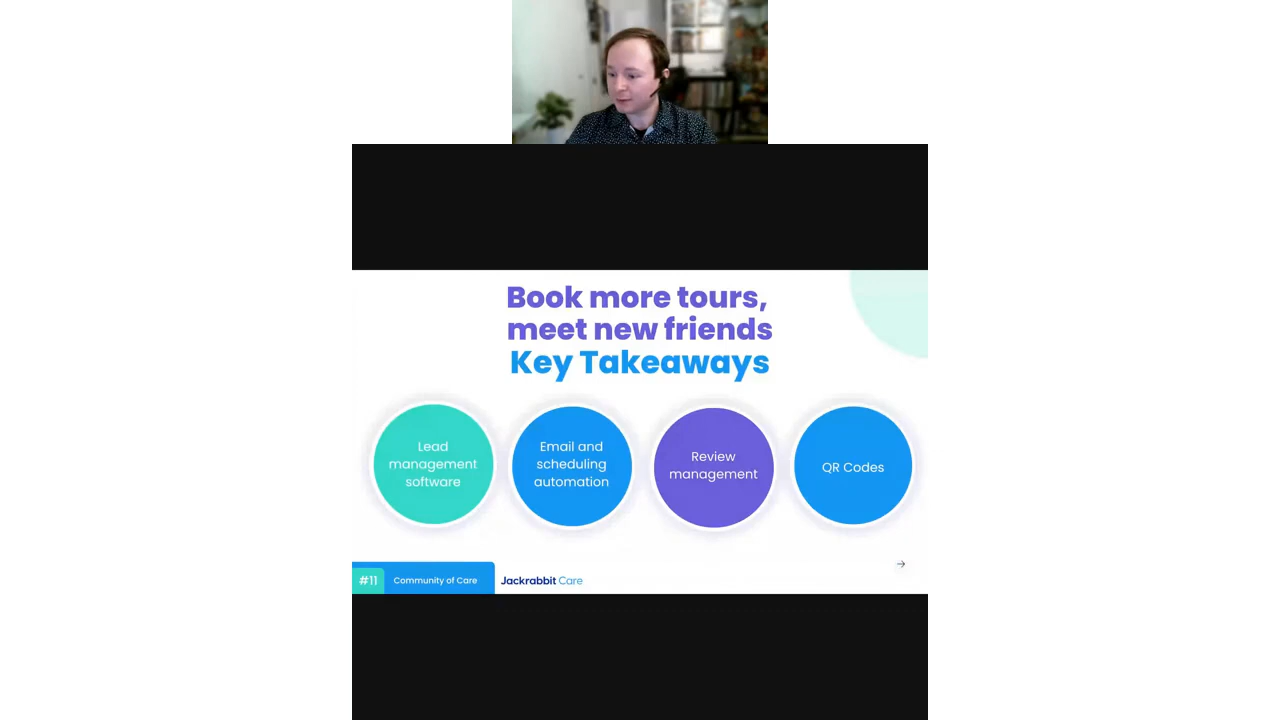 Book more tours,
meet new friends
Key Takeaways
Lead
management
software
Email and
scheduling
automation
Review
management
QR Codes
#11 Community of Care Jackrabbit Care